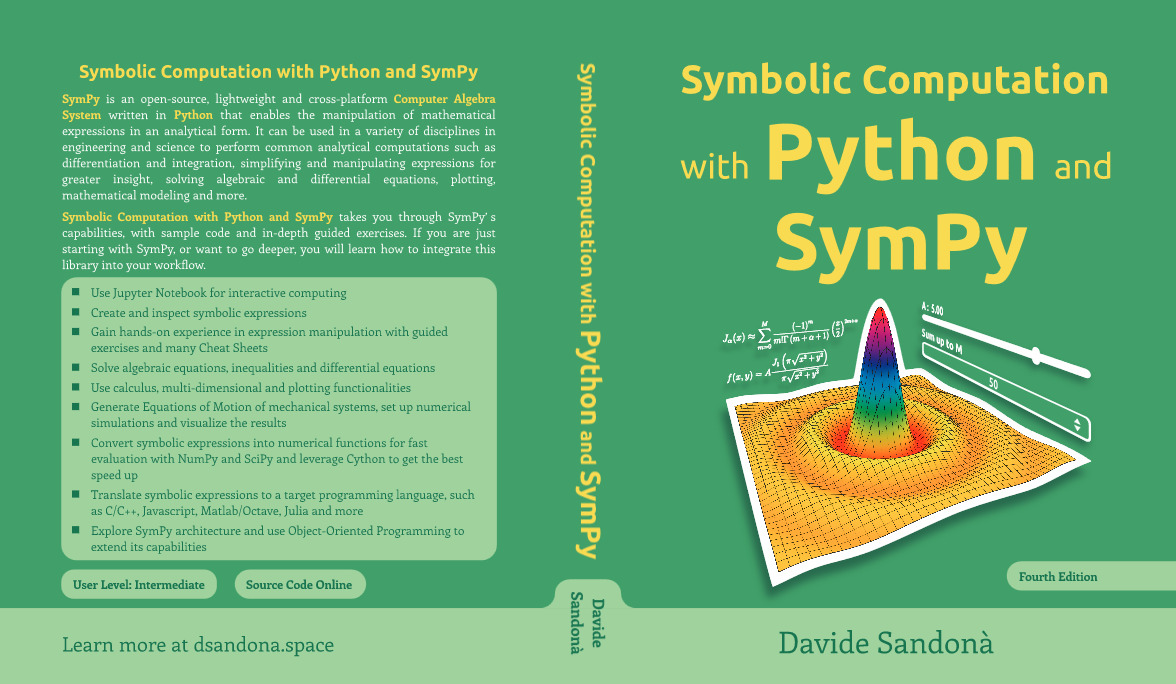 Symbolic Computation with Python and SymPy
SymPy is an open-source, lightweight and cross-platform Computer Algebra
System written in Python that enables the manipulation of mathematical
expressions in an analytical form. It can be used in a variety of disciplines in
engineering and science to perform common analytical computations such as
differentiation and integration, simplifying and manipulating expressions for
greater insight, solving algebraic and differential equations, plotting,
mathematical modeling and more.
Symbolic Computation with Python and SymPy takes you through SymPy's
capabilities, with sample code and in-depth guided exercises. If you are just
starting with SymPy, or want to go deeper, you will learn how to integrate this
library into your workflow.
■ Use Jupyter Notebook for interactive computing
■ Create and inspect symbolic expressions
■ Gain hands-on experience in expression manipulation with guided
exercises and many Cheat Sheets
■ Solve algebraic equations, inequalities and differential equations
■ Use calculus, multi-dimensional and plotting functionalities
■ Generate Equations of Motion of mechanical systems, set up numerical
simulations and visualize the results
■ Convert symbolic expressions into numerical functions for fast
evaluation with NumPy and SciPy and leverage Cython to get the best
speed up
■ Translate symbolic expressions to a target programming language, such
as C/C++, Javascript, Matlab/Octave, Julia and more
■ Explore SymPy architecture and use Object-Oriented Programming to
extend its capabilities
User Level: Intermediate
Source Code Online
Learn more at dsandona.space
Symbolic Computation with Python and SymPy
Davide
Sandonà
Symbolic Computation
with Python and
SymPy
J_α(x) ≈ ∑_{m=0}^{M} (-1)^m / (m!Γ(m + α + 1)) (x/2)^{2m+α}
f(x, y) = A J_1(π√(x² + y²)) / (π√(x² + y²))
A: 5.00
Sum up to M
50
Fourth Edition
Davide Sandonà